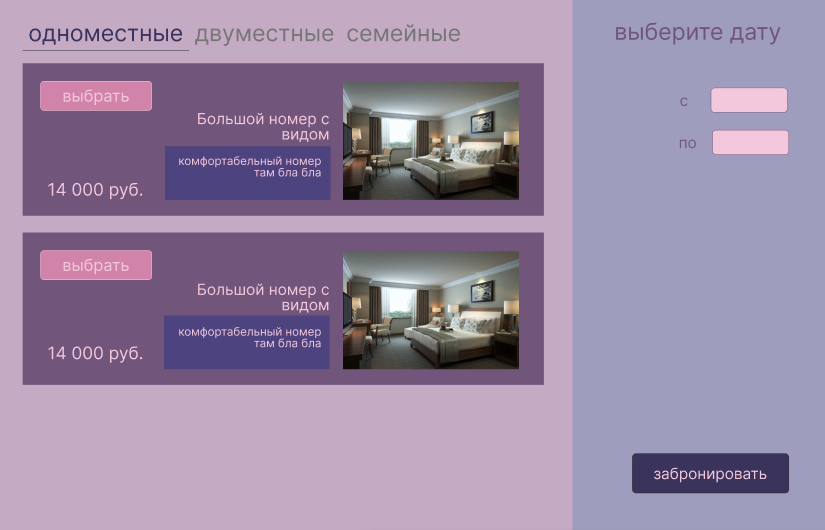 одноместные двуместные семейные
выбрать
Большой номер с
видом
комфортабельный номер
там бла бла
14 000 руб.
выбрать
Большой номер с
видом
комфортабельный номер
там бла бла
14 000 руб.
выберите дату
с
по
забронировать